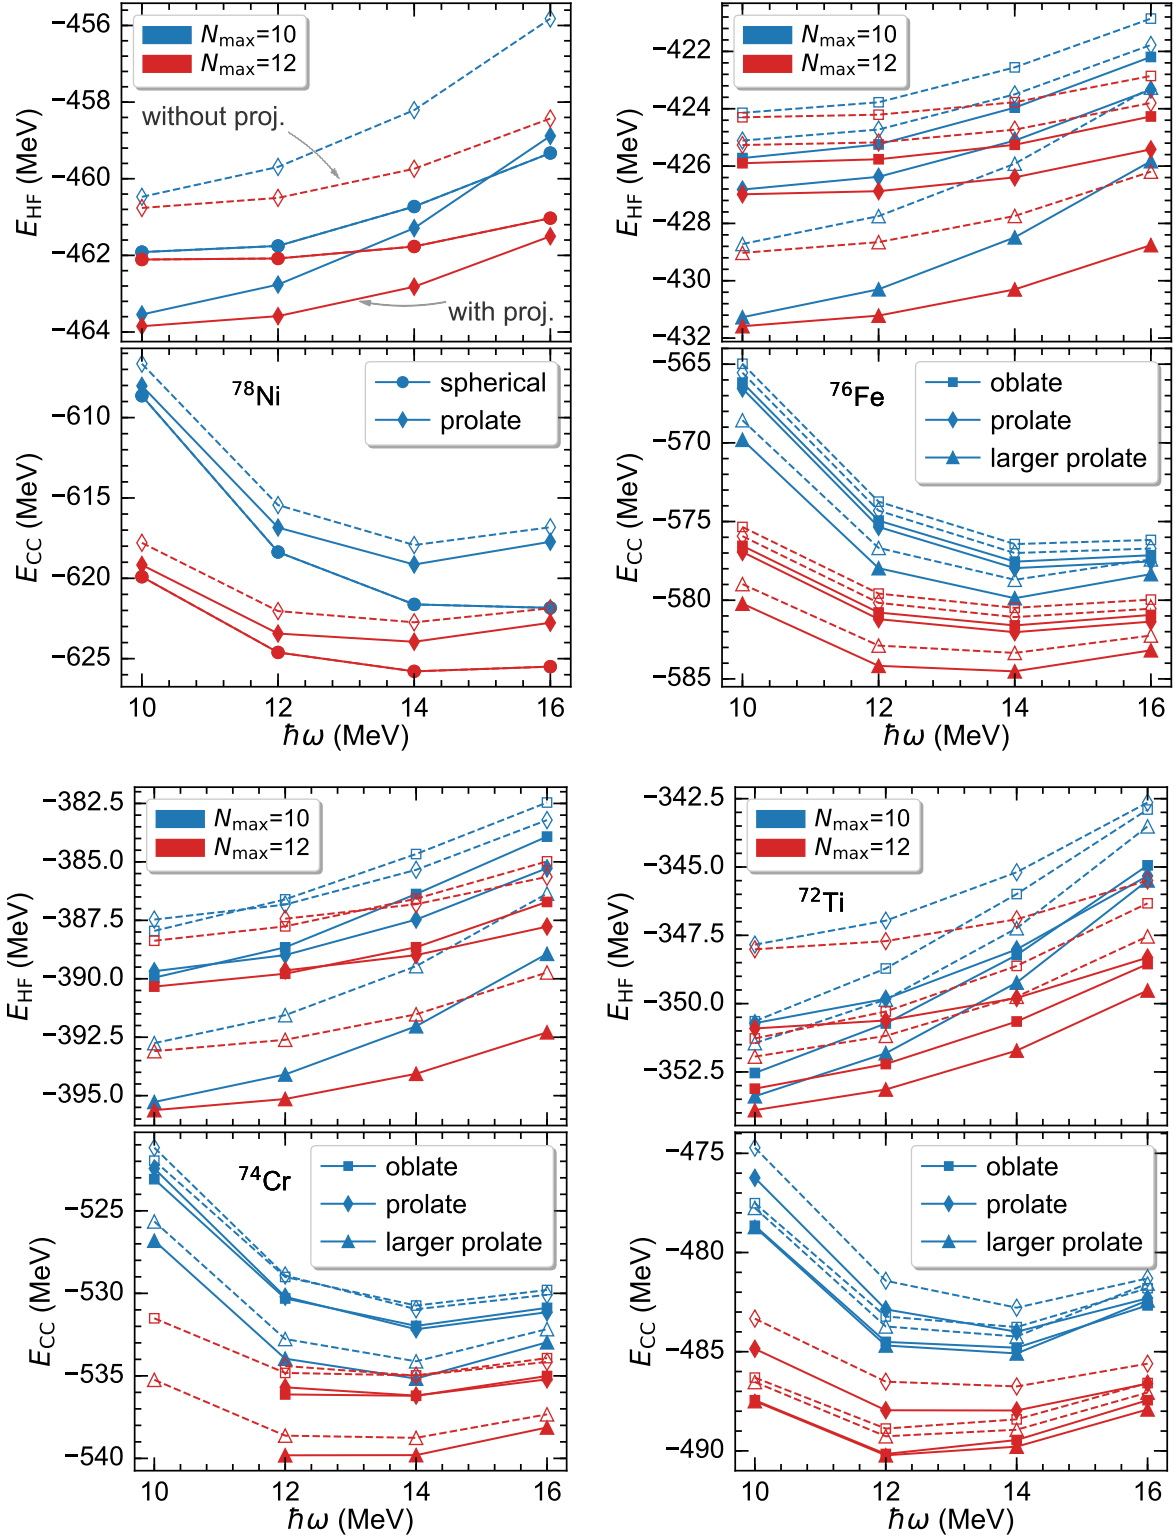 −456
−458
−460
−462
−464
E_HF (MeV)
N_max=10
N_max=12
without proj.
with proj.
−610
−615
−620
−625
E_CC (MeV)
⁷⁸Ni
spherical
prolate
10 12 14 16
ℏω (MeV)
−422
−424
−426
−428
−430
−432
E_HF (MeV)
N_max=10
N_max=12
−565
−570
−575
−580
−585
E_CC (MeV)
⁷⁶Fe
oblate
prolate
larger prolate
10 12 14 16
ℏω (MeV)
−382.5
−385.0
−387.5
−390.0
−392.5
−395.0
E_HF (MeV)
N_max=10
N_max=12
−525
−530
−535
−540
E_CC (MeV)
⁷⁴Cr
oblate
prolate
larger prolate
10 12 14 16
ℏω (MeV)
−342.5
−345.0
−347.5
−350.0
−352.5
E_HF (MeV)
N_max=10
N_max=12
⁷²Ti
−475
−480
−485
−490
E_CC (MeV)
oblate
prolate
larger prolate
10 12 14 16
ℏω (MeV)